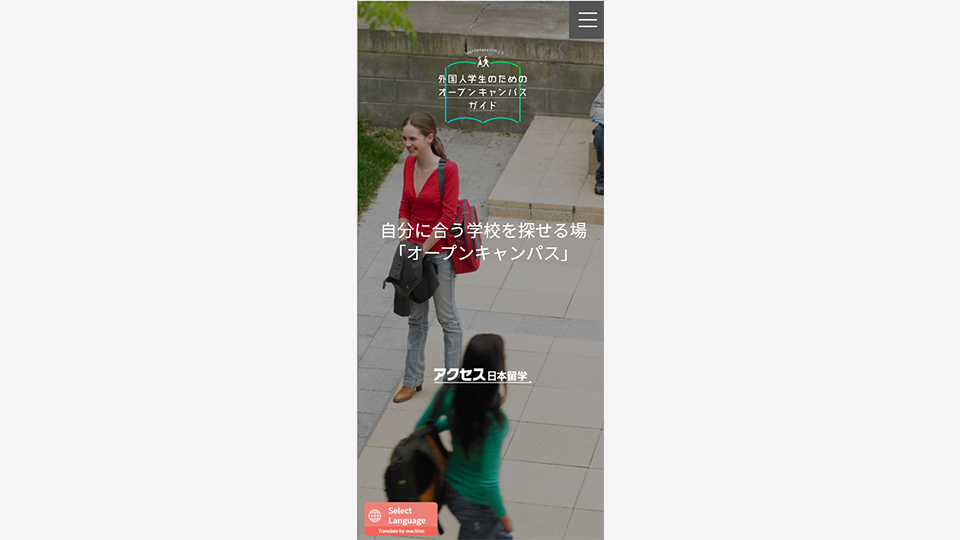 外国人学生のための
オープンキャンパス
ガイド
自分に合う学校を探せる場
「オープンキャンパス」
アクセス日本留学
Select
Language
Translate by machine